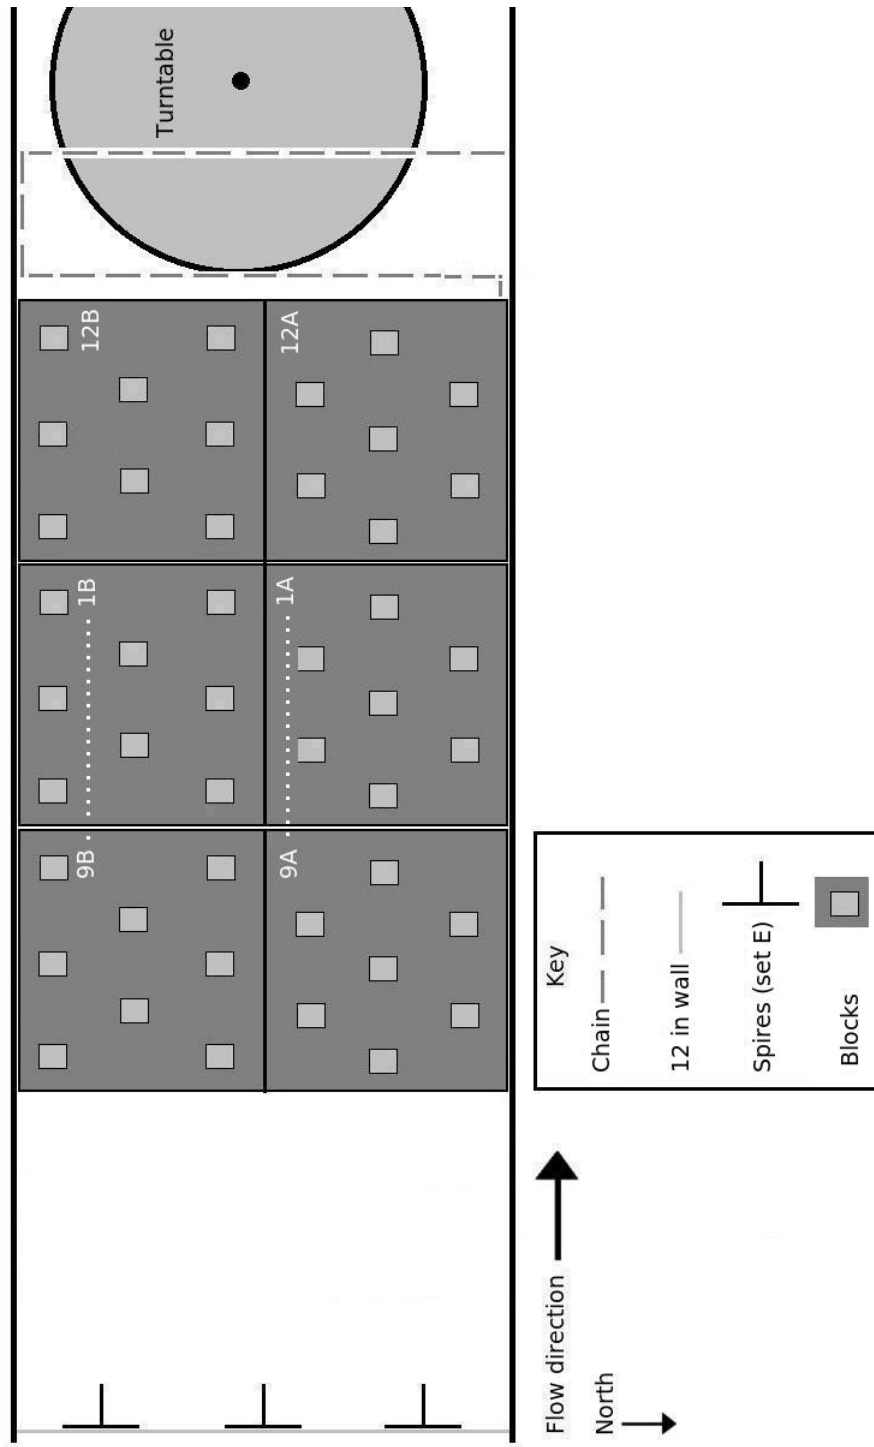 Turntable
12B
12A
1B
1A
9B
9A
Key
Chain
12 in wall
Spires (set E)
Blocks
Flow direction
North